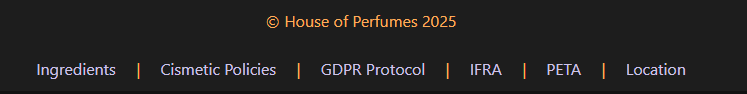 © House of Perfumes 2025
Ingredients | Cismetic Policies | GDPR Protocol | IFRA | PETA | Location